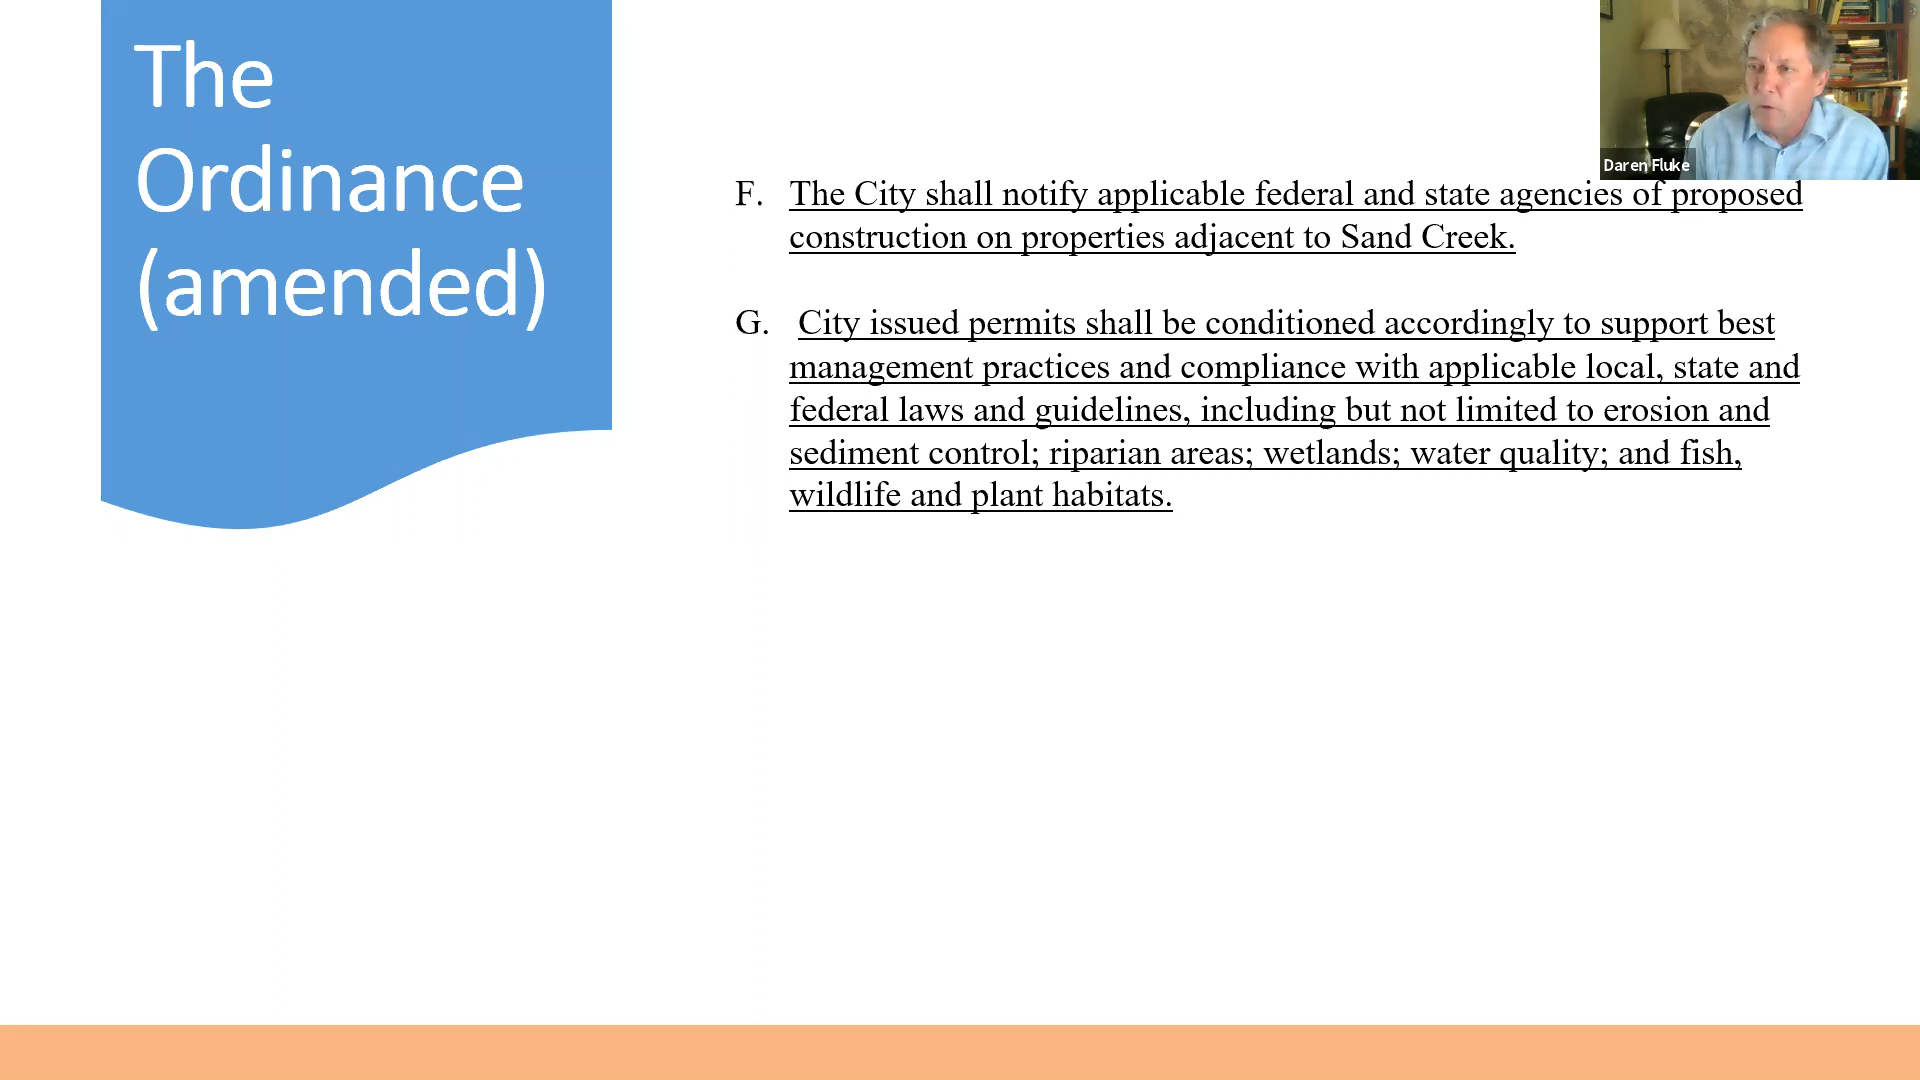 The
Ordinance
(amended)
Daren Fluke
F. The City shall notify applicable federal and state agencies of proposed
construction on properties adjacent to Sand Creek.
G. City issued permits shall be conditioned accordingly to support best
management practices and compliance with applicable local, state and
federal laws and guidelines, including but not limited to erosion and
sediment control; riparian areas; wetlands; water quality; and fish,
wildlife and plant habitats.